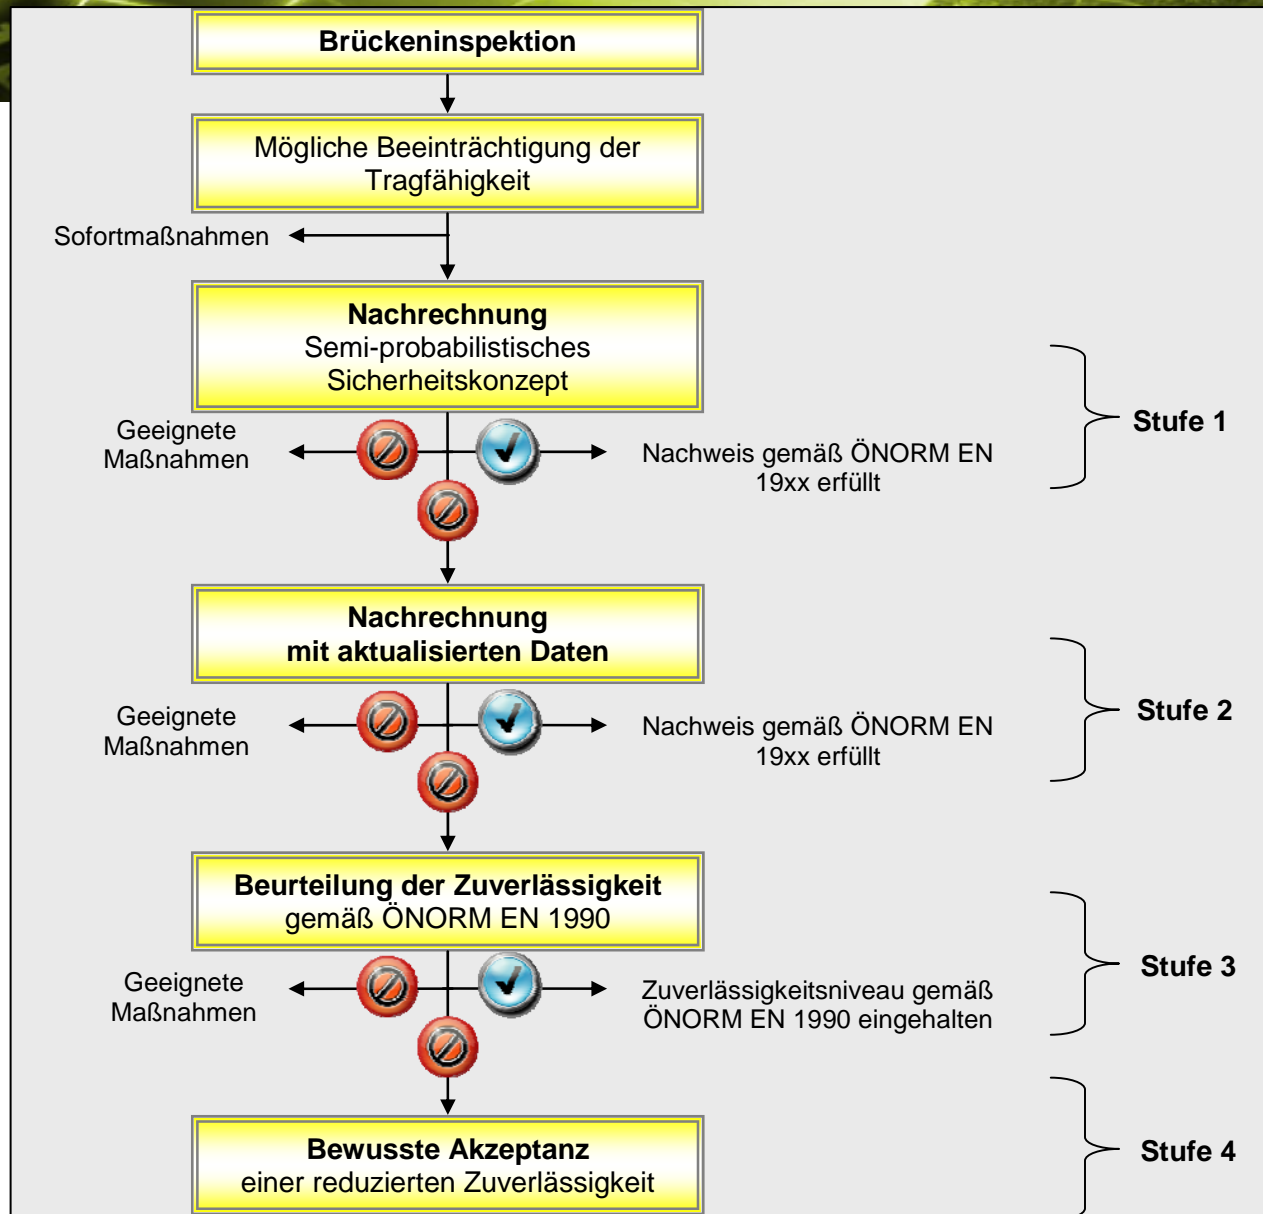 Brückeninspektion
Mögliche Beeinträchtigung der
Tragfähigkeit
Sofortmaßnahmen
Nachrechnung
Semi-probabilistisches
Sicherheitskonzept
Geeignete
Maßnahmen
Nachweis gemäß ÖNORM EN
19xx erfüllt
Stufe 1
Nachrechnung
mit aktualisierten Daten
Geeignete
Maßnahmen
Nachweis gemäß ÖNORM EN
19xx erfüllt
Stufe 2
Beurteilung der Zuverlässigkeit
gemäß ÖNORM EN 1990
Geeignete
Maßnahmen
Zuverlässigkeitsniveau gemäß
ÖNORM EN 1990 eingehalten
Stufe 3
Bewusste Akzeptanz
einer reduzierten Zuverlässigkeit
Stufe 4